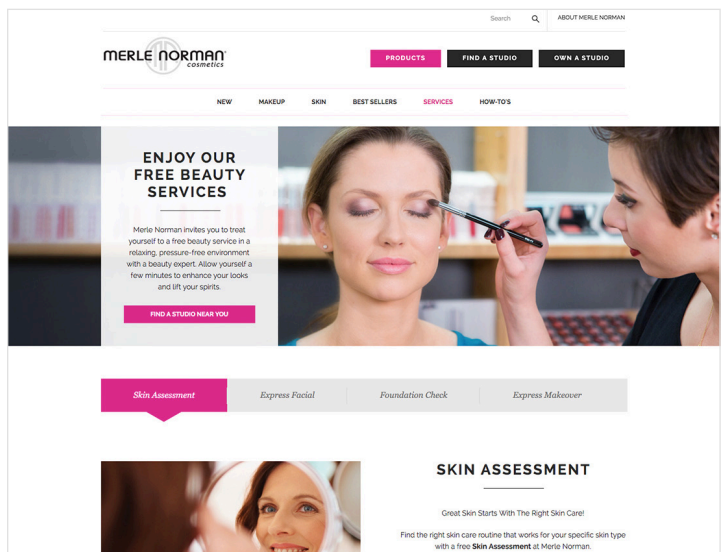 Search
ABOUT MERLE NORMAN
MERLE NORMAN
cosmetics
PRODUCTS
FIND A STUDIO
OWN A STUDIO
NEW
MAKEUP
SKIN
BEST SELLERS
SERVICES
HOW-TO'S
ENJOY OUR
FREE BEAUTY
SERVICES
Merle Norman invites you to treat
yourself to a free beauty service in a
relaxing, pressure-free environment
with a beauty expert. Allow yourself a
few minutes to enhance your looks
and lift your spirits.
FIND A STUDIO NEAR YOU
Skin Assessment
Express Facial
Foundation Check
Express Makeover
SKIN ASSESSMENT
Great Skin Starts With The Right Skin Care!
Find the right skin care routine that works for your specific skin type
with a free Skin Assessment at Merle Norman.